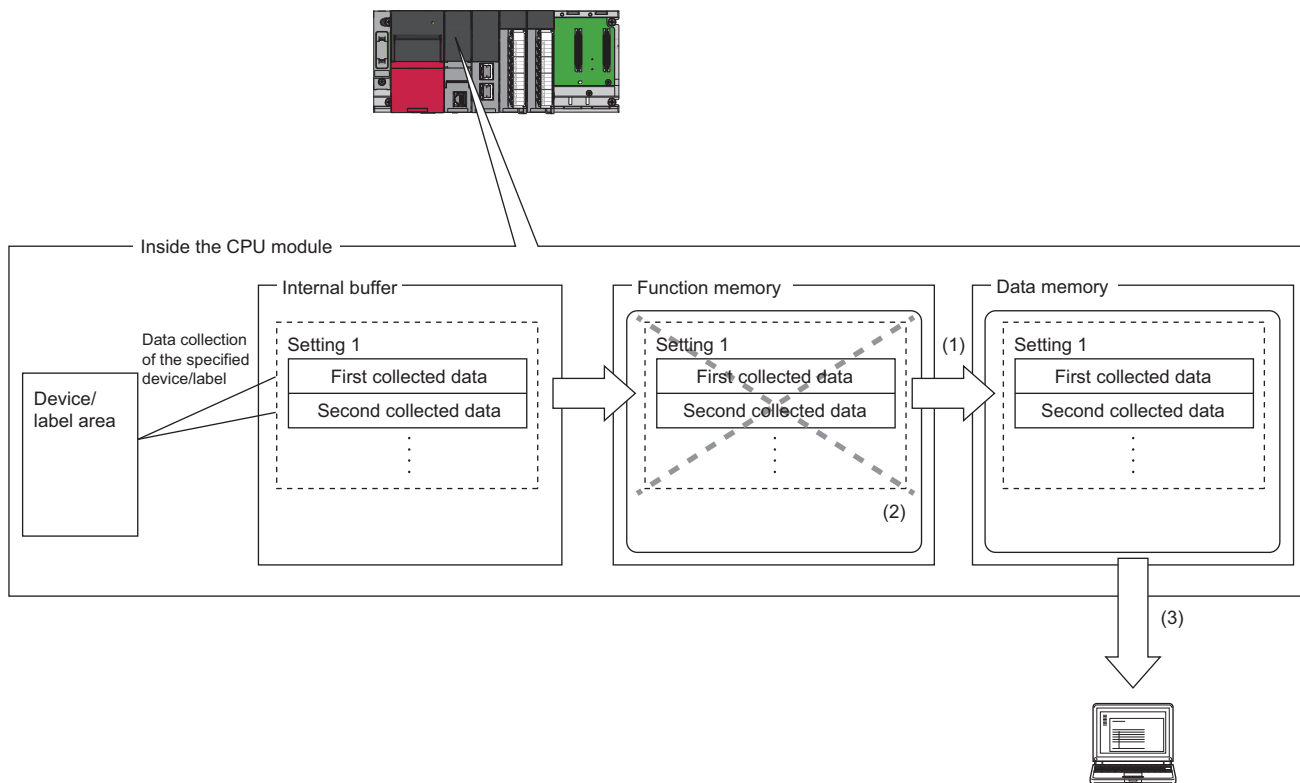 Inside the CPU module
Device/
label area
Data collection
of the specified
device/label
Internal buffer
Setting 1
First collected data
Second collected data
Function memory
Setting 1
First collected data
Second collected data
(2)
(1)
Data memory
Setting 1
First collected data
Second collected data
(3)